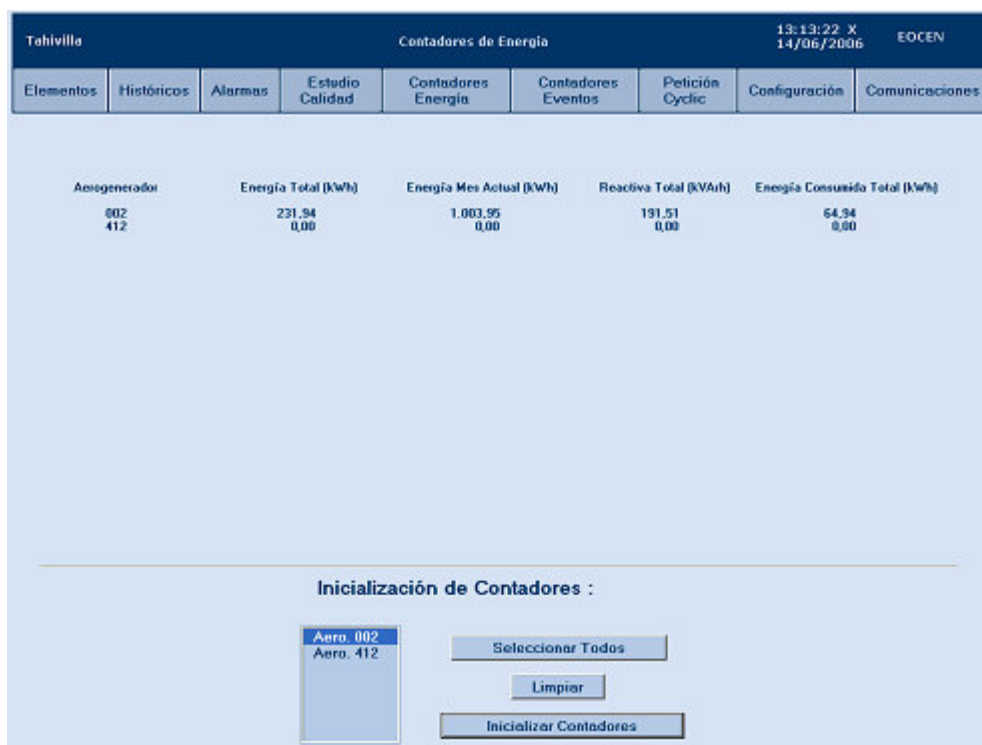 Tahivilla
Contadores de Energía
13:13:22 X
14/06/2006
EOCEN
Elementos
Históricos
Alarmas
Estudio
Calidad
Contadores
Energía
Contadores
Eventos
Petición
Cyclic
Configuración
Comunicaciones
Aerogenerador Energía Total (kWh) Energía Mes Actual (kWh) Reactiva Total (kVArh) Energía Consumida Total (kWh)
002 231,94 1.003,95 191,51 64,94
412 0,00 0,00 0,00 0,00
Inicialización de Contadores :
Aero. 002
Aero. 412
Seleccionar Todos
Limpiar
Inicializar Contadores